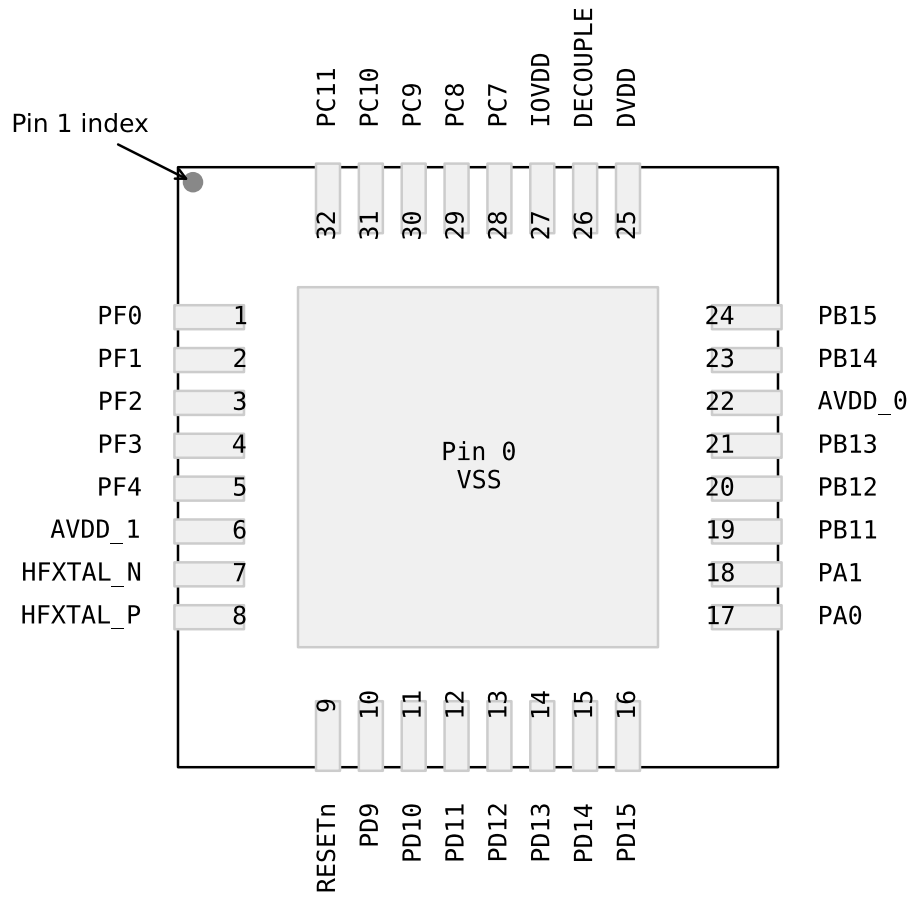 PC11
PC10
PC9
PC8
PC7
IOVDD
DECOUPLE
DVDD
Pin 1 index
32
31
30
29
28
27
26
25
PF0 1
PF1 2
PF2 3
PF3 4
PF4 5
AVDD_1 6
HFXTAL_N 7
HFXTAL_P 8
Pin 0
VSS
24 PB15
23 PB14
22 AVDD_0
21 PB13
20 PB12
19 PB11
18 PA1
17 PA0
9
10
11
12
13
14
15
16
RESETn
PD9
PD10
PD11
PD12
PD13
PD14
PD15